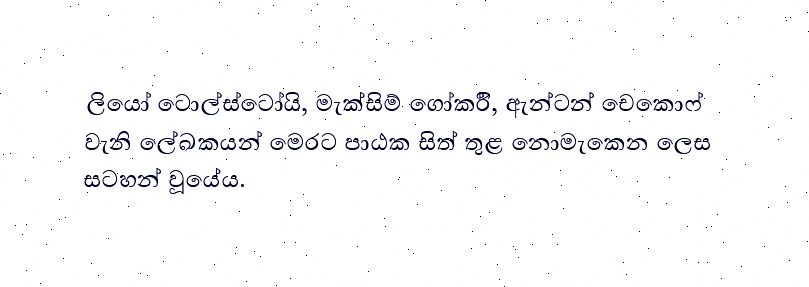 ලියෝ ටොල්ස්ටෝයි, මැක්සිම් ගෝර්කි, ඇන්ටන් චෙකොෆ්
වැනි ලේඛකයන් මෙරට පාඨක සිත් තුළ නොමැකෙන ලෙස
සටහන් වූයේය.